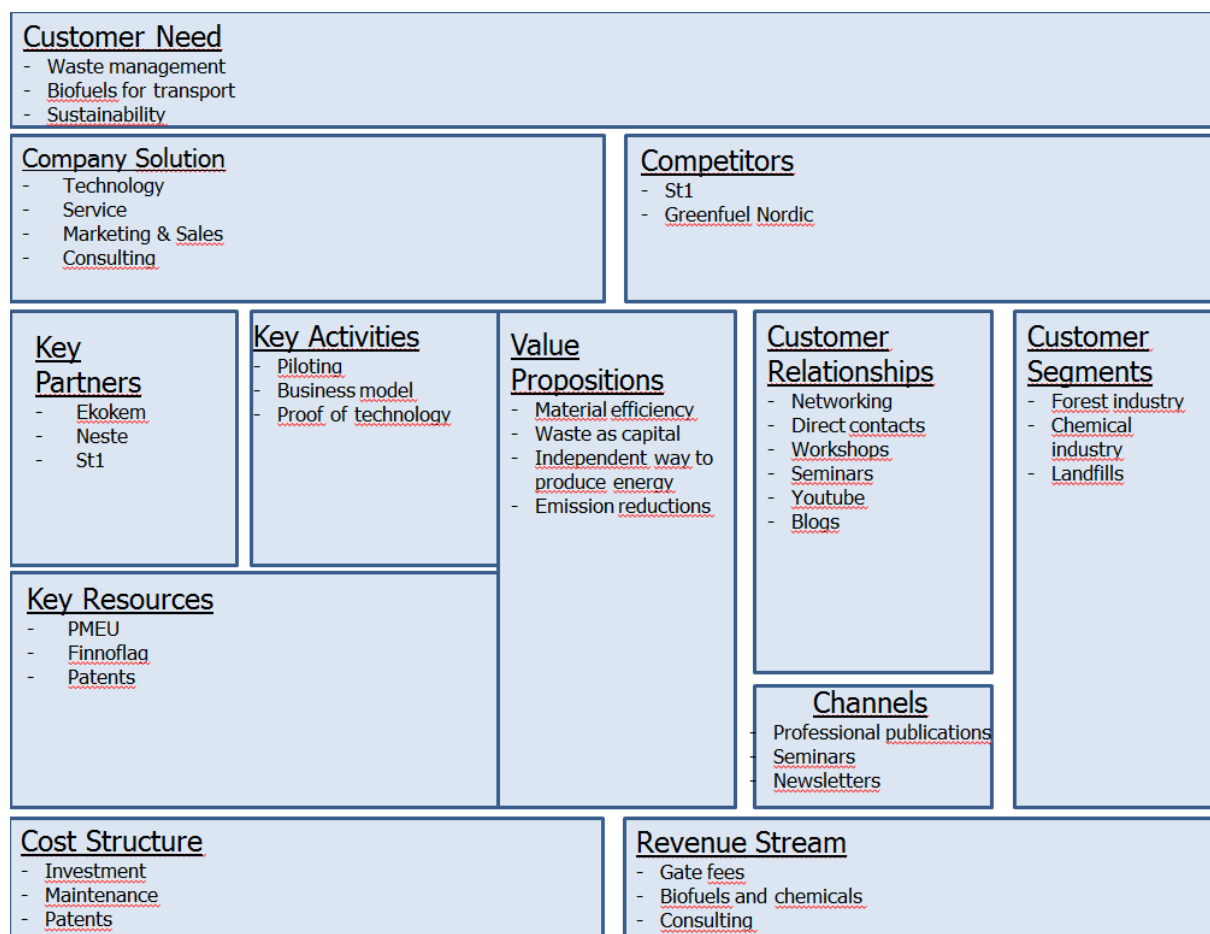 Customer Need
- Waste management
- Biofuels for transport
- Sustainability
Company Solution
- Technology
- Service
- Marketing & Sales
- Consulting
Competitors
- St1
- Greenfuel Nordic
Key
Partners
- Ekokem
- Neste
- St1
Key Activities
- Piloting
- Business model
- Proof of technology
Value
Propositions
- Material efficiency
- Waste as capital
- Independent way to
produce energy
- Emission reductions
Customer
Relationships
- Networking
- Direct contacts
- Workshops
- Seminars
- Youtube
- Blogs
Customer
Segments
- Forest industry
- Chemical
industry
- Landfills
Key Resources
- PMEU
- Finnoflag
- Patents
Channels
- Professional publications
- Seminars
- Newsletters
Cost Structure
- Investment
- Maintenance
- Patents
Revenue Stream
- Gate fees
- Biofuels and chemicals
- Consulting